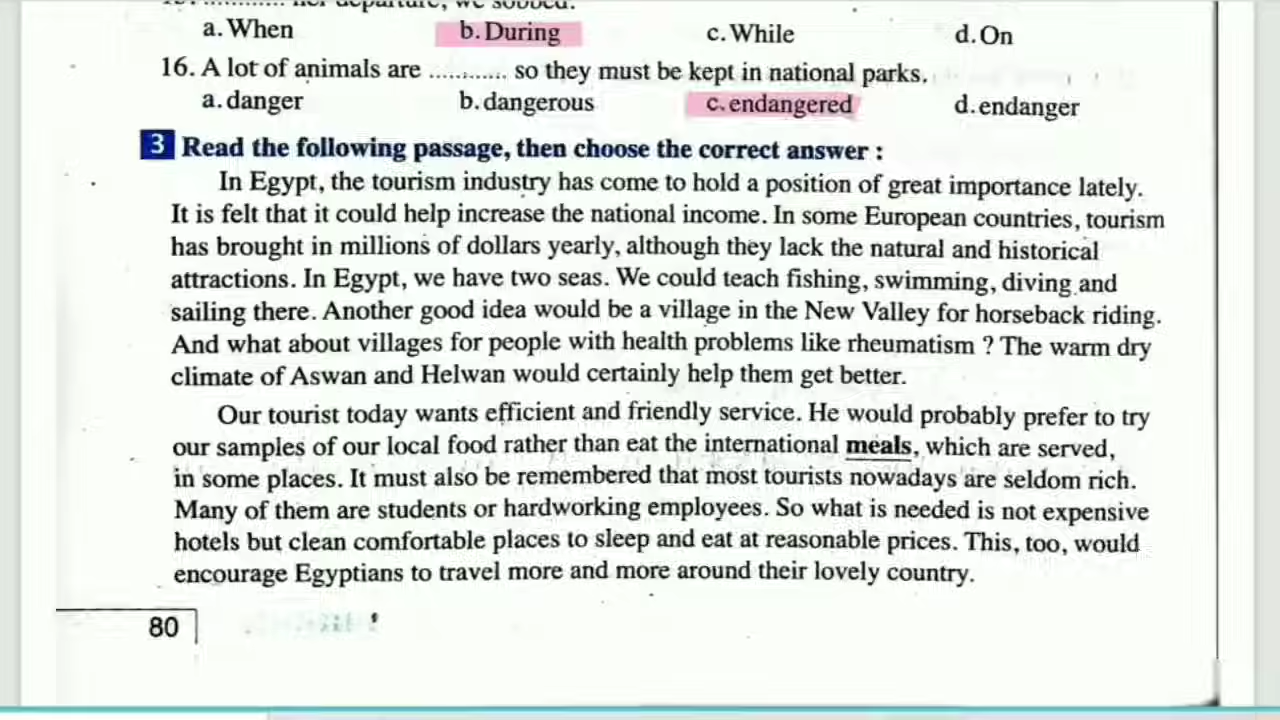 her departure, we sobbed.
a. When b. During c. While d. On
16. A lot of animals are ............ so they must be kept in national parks.
a. danger b. dangerous c. endangered d. endanger
3 Read the following passage, then choose the correct answer :
In Egypt, the tourism industry has come to hold a position of great importance lately.
It is felt that it could help increase the national income. In some European countries, tourism
has brought in millions of dollars yearly, although they lack the natural and historical
attractions. In Egypt, we have two seas. We could teach fishing, swimming, diving and
sailing there. Another good idea would be a village in the New Valley for horseback riding.
And what about villages for people with health problems like rheumatism ? The warm dry
climate of Aswan and Helwan would certainly help them get better.
Our tourist today wants efficient and friendly service. He would probably prefer to try
our samples of our local food rather than eat the international meals, which are served,
in some places. It must also be remembered that most tourists nowadays are seldom rich.
Many of them are students or hardworking employees. So what is needed is not expensive
hotels but clean comfortable places to sleep and eat at reasonable prices. This, too, would
encourage Egyptians to travel more and more around their lovely country.
80